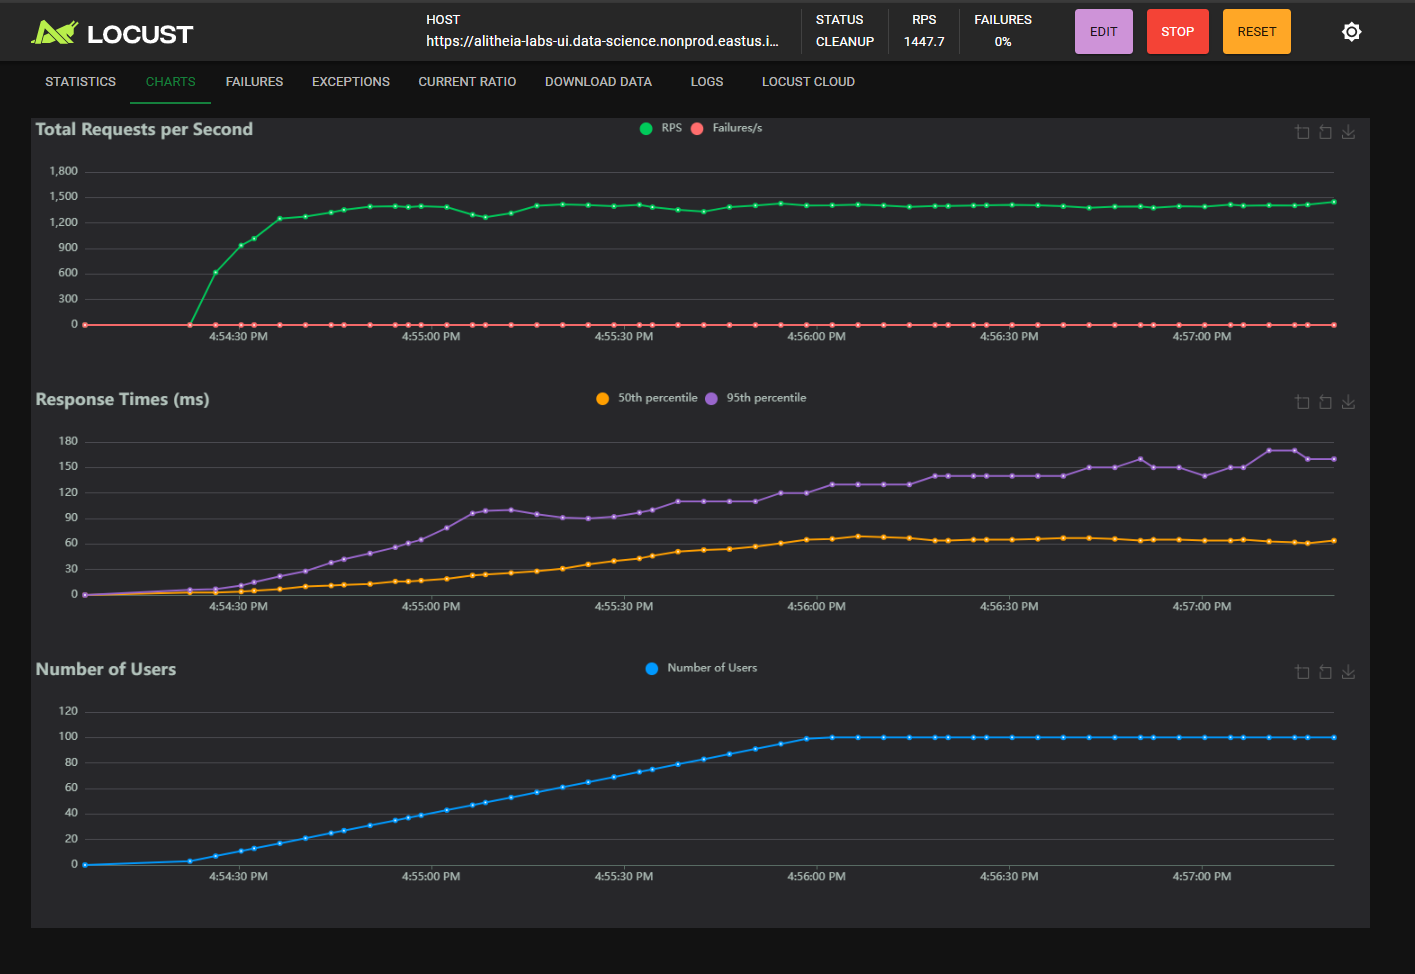 LOCUST
HOST
https://alitheia-labs-ui.data-science.nonprod.eastus.i...
STATUS
CLEANUP
RPS
1447.7
FAILURES
0%
EDIT
STOP
RESET
STATISTICS CHARTS FAILURES EXCEPTIONS CURRENT RATIO DOWNLOAD DATA LOGS LOCUST CLOUD
Total Requests per Second
RPS Failures/s
1,800
1,500
1,200
900
600
300
0
4:54:30 PM 4:55:00 PM 4:55:30 PM 4:56:00 PM 4:56:30 PM 4:57:00 PM
Response Times (ms)
50th percentile 95th percentile
180
150
120
90
60
30
0
4:54:30 PM 4:55:00 PM 4:55:30 PM 4:56:00 PM 4:56:30 PM 4:57:00 PM
Number of Users
Number of Users
120
100
80
60
40
20
0
4:54:30 PM 4:55:00 PM 4:55:30 PM 4:56:00 PM 4:56:30 PM 4:57:00 PM